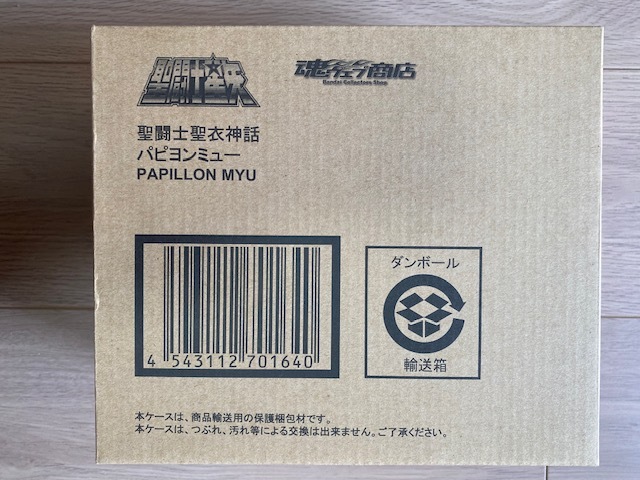 聖闘士星矢
魂ウェブ商店
Bandai Collectors Shop
聖闘士聖衣神話
パピヨンミュー
PAPILLON MYU
4 543112 701640
ダンボール
輸送箱
本ケースは、商品輸送用の保護梱包材です。
本ケースは、つぶれ、汚れ等による交換は出来ません。ご了承ください。